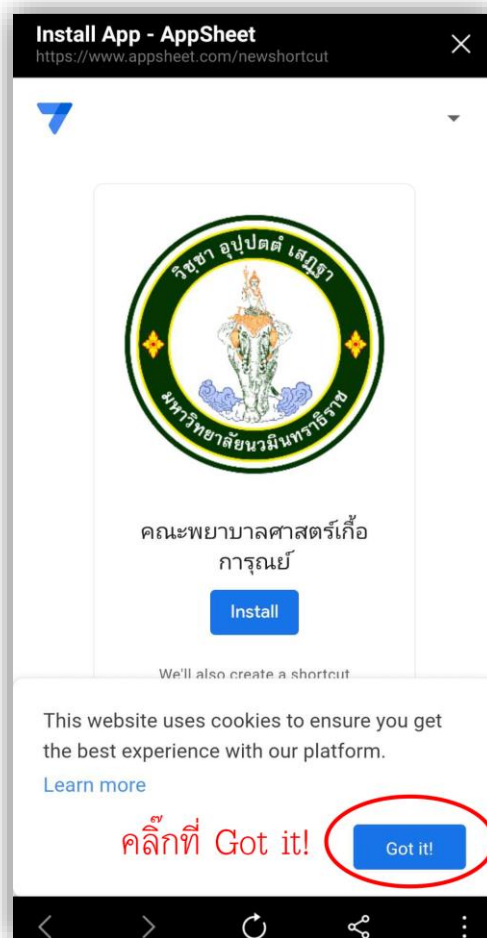 Install App - AppSheet
https://www.appsheet.com/newshortcut
วิชฺชา อุปฺปตตํ เสฏฺฐา
มหาวิทยาลัยนวมินทราธิราช
คณะพยาบาลศาสตร์เกื้อ
การุณย์
Install
We'll also create a shortcut
This website uses cookies to ensure you get
the best experience with our platform.
Learn more
คลิ๊กที่ Got it!
Got it!